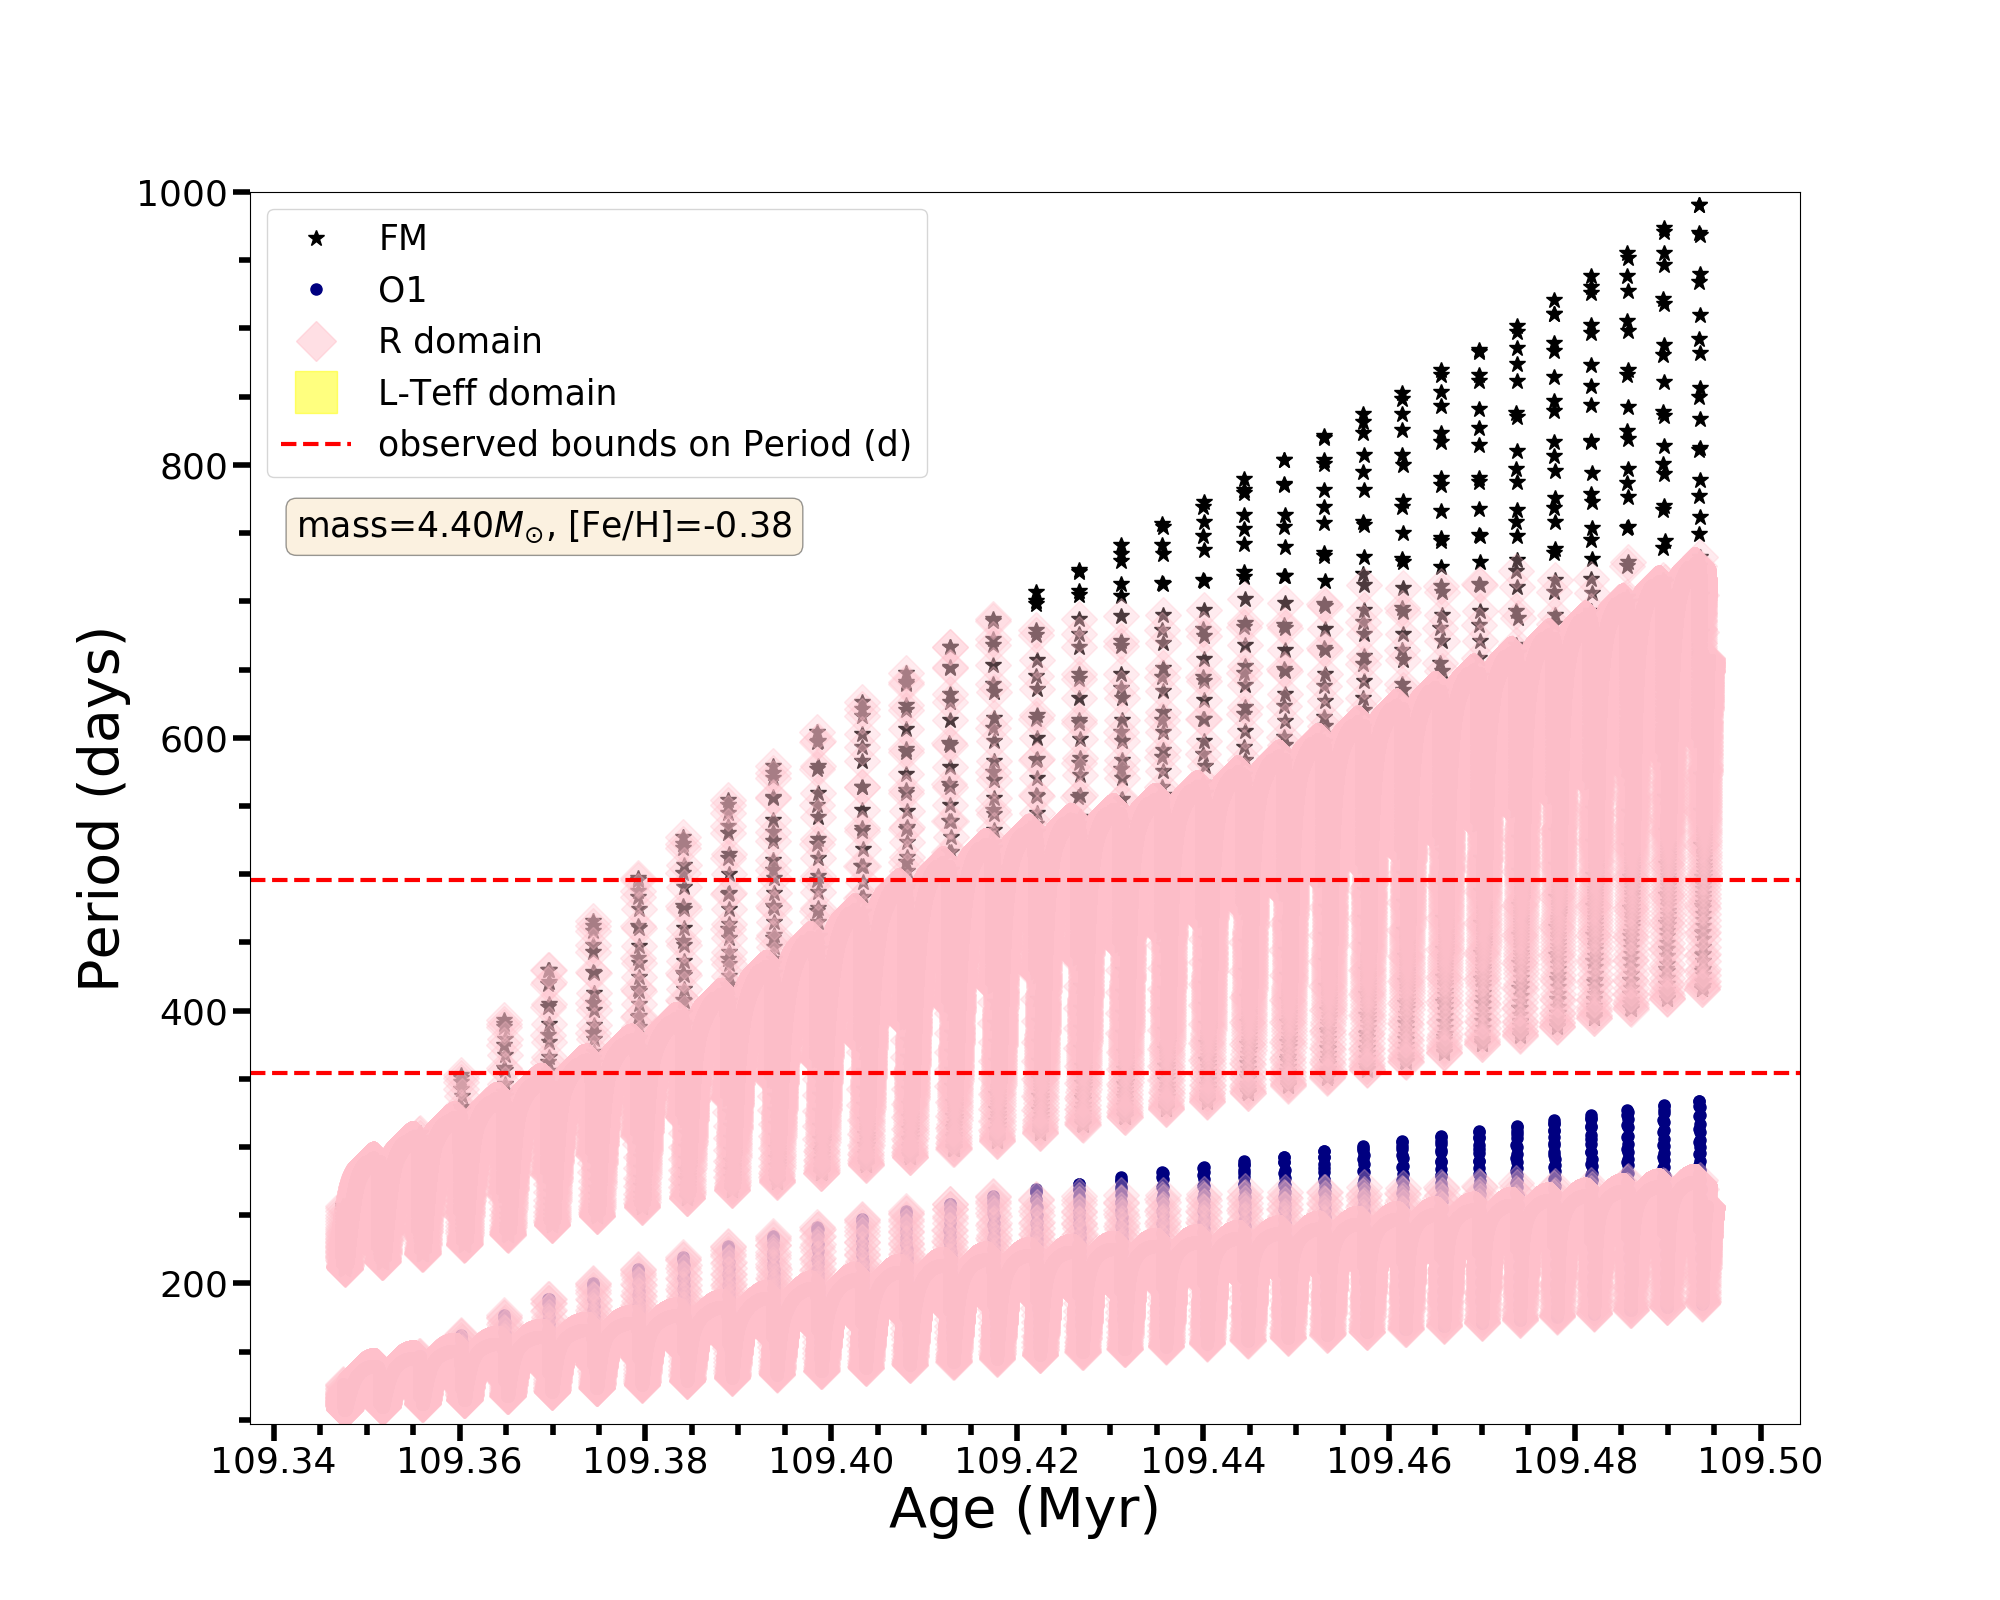 FM
O1
R domain
L-Teff domain
observed bounds on Period (d)
mass=4.40M⊙, [Fe/H]=-0.38
1000
800
600
400
200
Period (days)
109.34 109.36 109.38 109.40 109.42 109.44 109.46 109.48 109.50
Age (Myr)